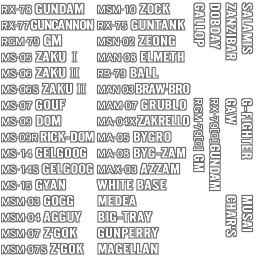 RX-78 GUNDAM
RX-77 GUNCANNON
RGM-79 GM
MS-05 ZAKU I
MS-06 ZAKU II
MS-06S ZAKU II
MS-07 GOUF
MS-09 DOM
MS-09R RICK-DOM
MS-14 GELGOOG
MS-14S GELGOOG
MS-15 GYAN
MSM-03 GOGG
MSM-04 ACGUY
MSM-07 Z'GOK
MSM-07S Z'GOK
MSM-10 ZOCK
RX-75 GUNTANK
MSN-02 ZEONG
MAN-08 ELMETH
RB-79 BALL
MAN-03 BRAW-BRO
MAM-07 GRUBLO
MA-04X ZAKRELLO
MA-05 BYGRO
MA-08 BYG-ZAM
MAX-03 AZZAM
WHITE BASE
MEDEA
BIG-TRAY
GUNPERRY
MAGELLAN
SALAMIS
ZANZIBAR
DOBDAY
GALLOP
G-FIGHTER
GAW
RX-79[G] GUNDAM
RGM-79[G] GM
MUSAI
CHAR'S